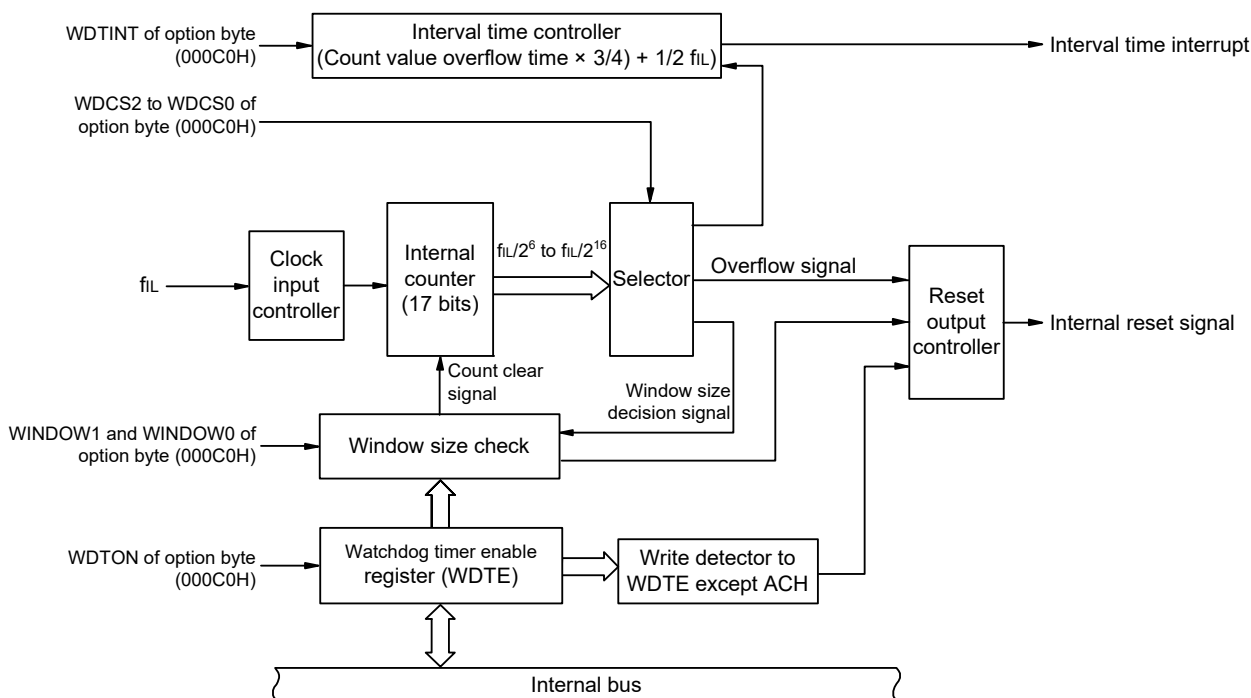 WDTINT of option byte
(000C0H)
Interval time controller
(Count value overflow time × 3/4) + 1/2 fIL)
Interval time interrupt
WDCS2 to WDCS0 of
option byte (000C0H)
fIL
Clock
input
controller
Internal
counter
(17 bits)
fIL/2⁶ to fIL/2¹⁶
Selector
Overflow signal
Reset
output
controller
Internal reset signal
Count clear
signal
Window size
decision signal
WINDOW1 and WINDOW0 of
option byte (000C0H)
Window size check
WDTON of option byte
(000C0H)
Watchdog timer enable
register (WDTE)
Write detector to
WDTE except ACH
Internal bus